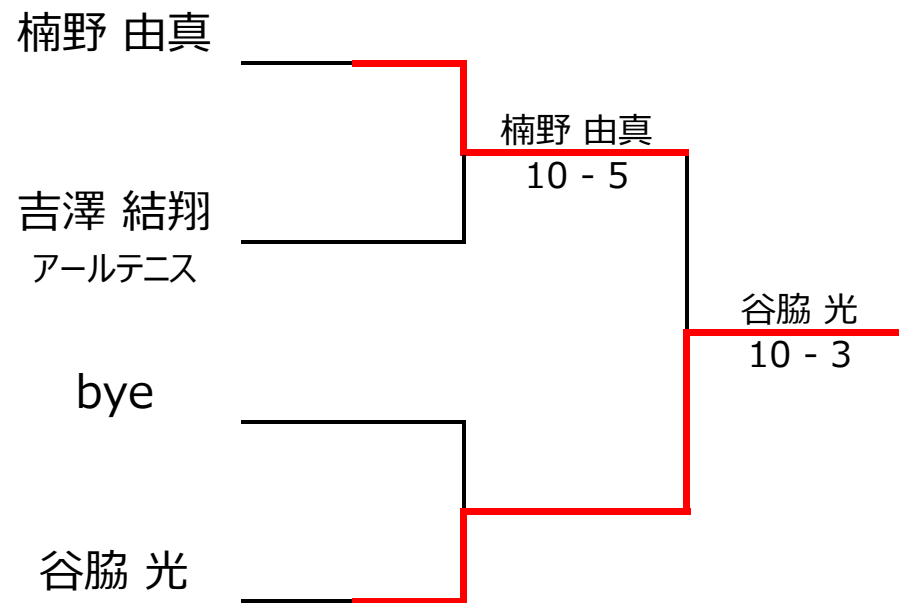 楠野 由真
楠野 由真
10 - 5
吉澤 結翔
アールテニス
谷脇 光
10 - 3
bye
谷脇 光